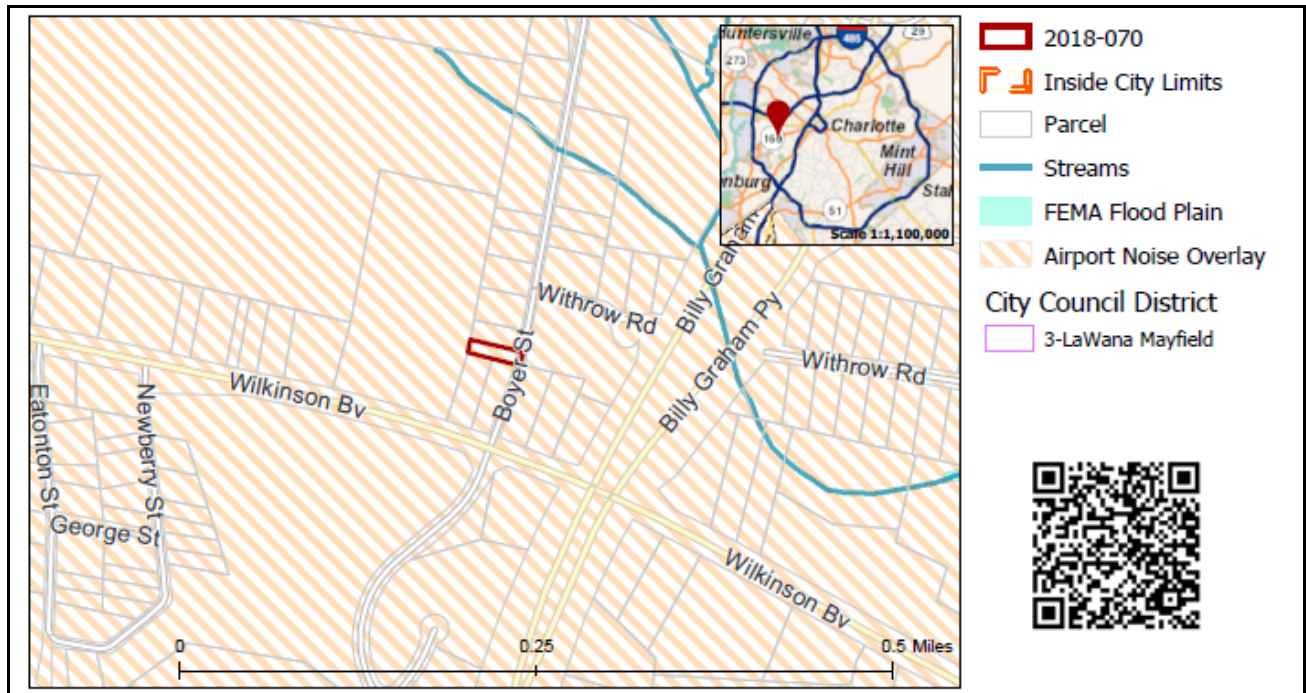 Huntersville
485
29
273
160
Charlotte
Mint
Hill
nburg
Stal
51
Scale 1:1,100,000
Withrow Rd
Billy Graham
Billy Graham Py
Withrow Rd
Boyer St
Wilkinson Bv
Eatonton St
Newberry St
George St
Wilkinson Bv
0
0.25
0.5 Miles
2018-070
Inside City Limits
Parcel
Streams
FEMA Flood Plain
Airport Noise Overlay
City Council District
3-LaWana Mayfield